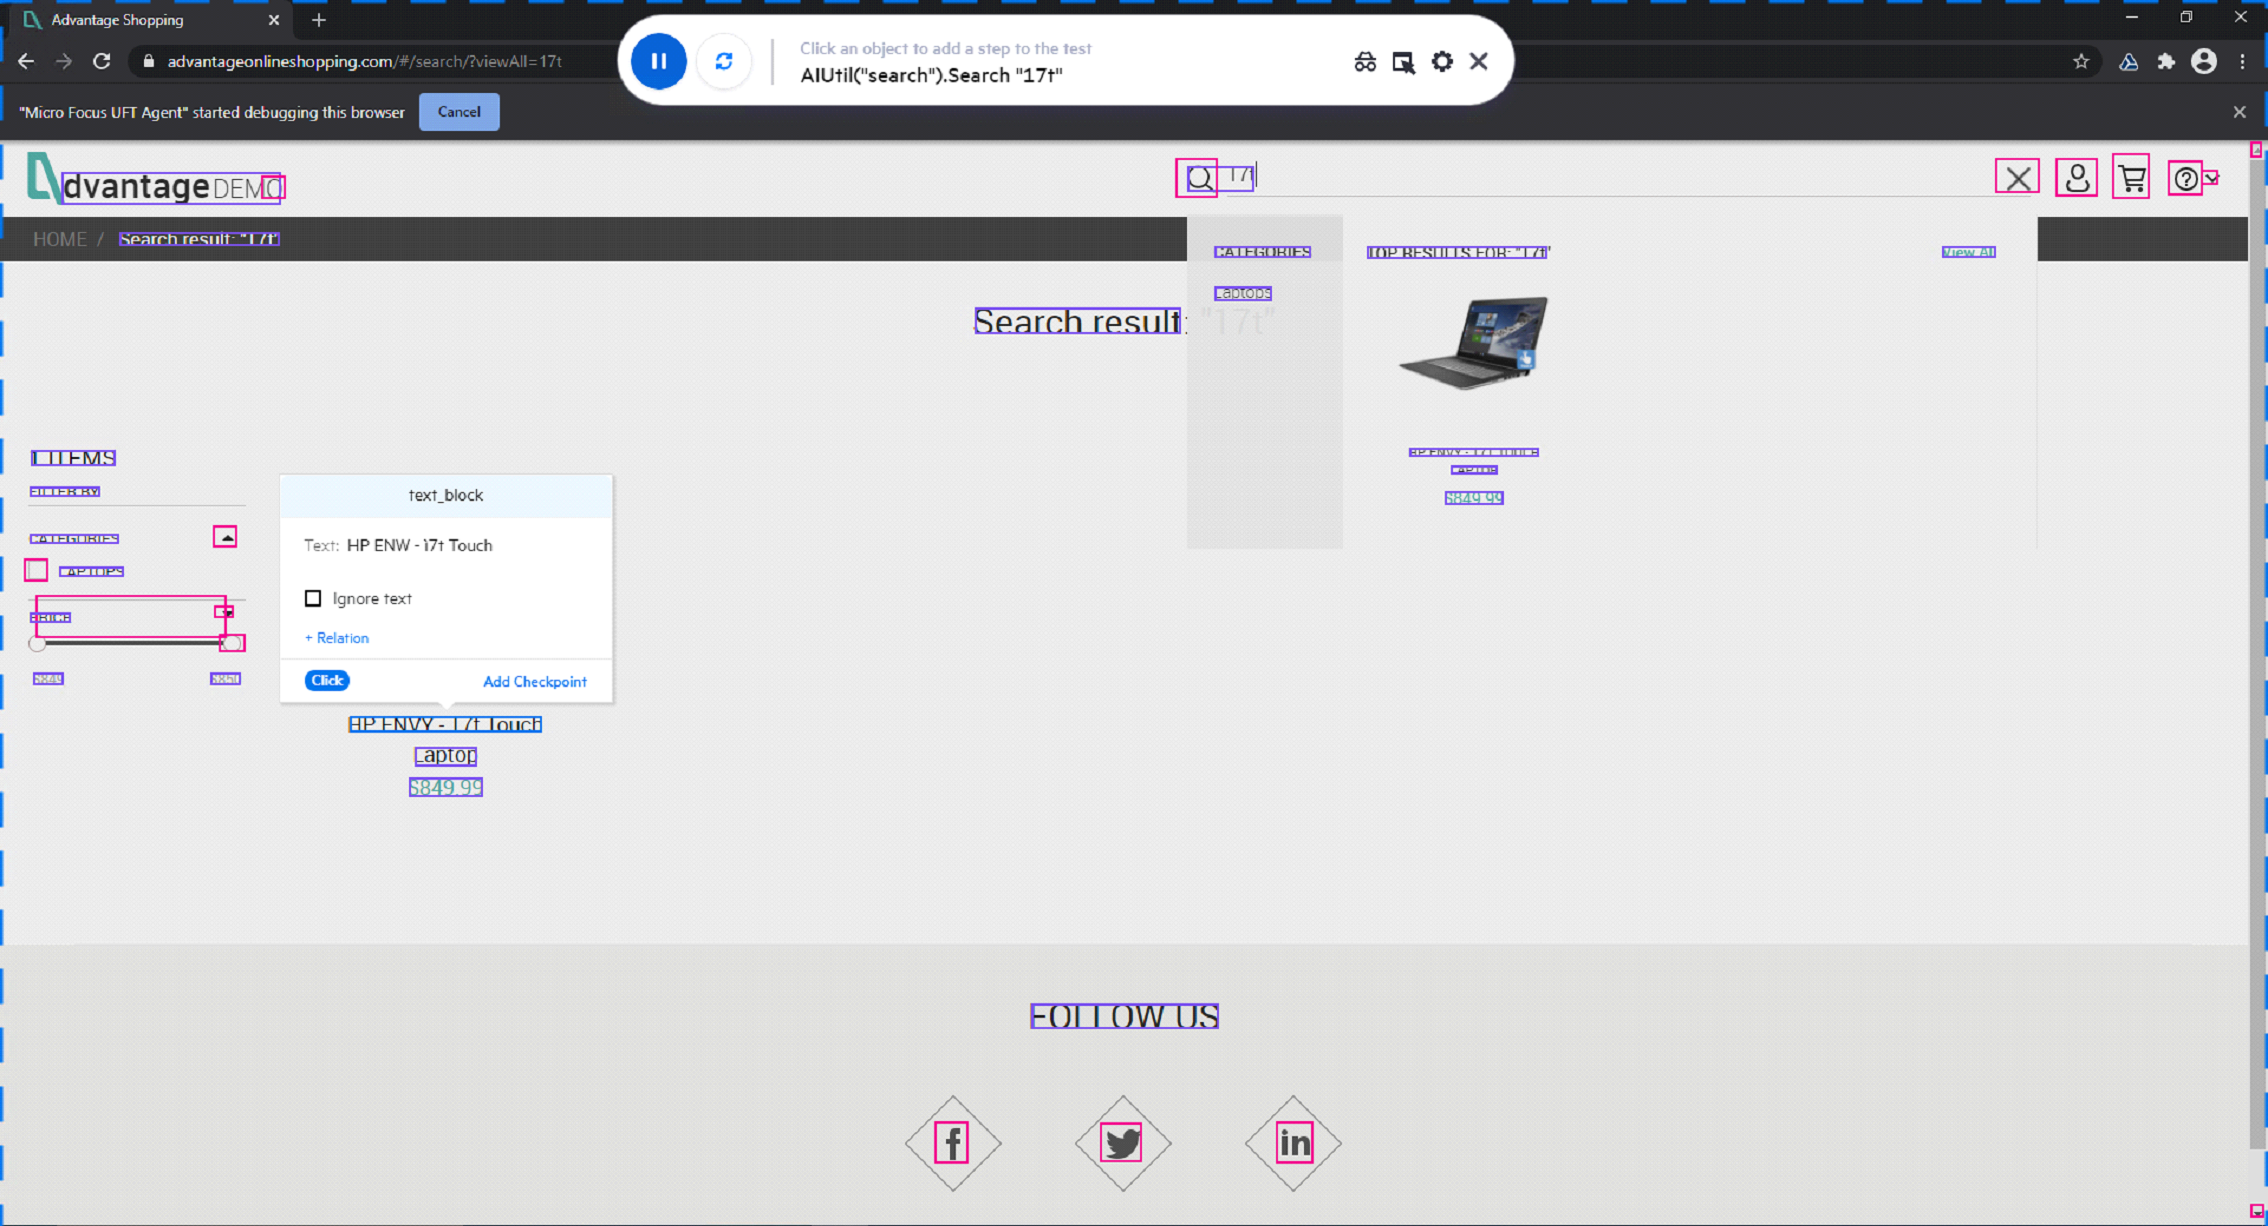 Advantage Shopping
advantageonlineshopping.com/#/search/?viewAll=17t
Click an object to add a step to the test
AIUtil("search").Search "17t"
"Micro Focus UFT Agent" started debugging this browser
Cancel
dvantage DEMO
17t
HOME / Search result: "17t"
CATEGORIES
TOP RESULTS FOR: "17t"
View All
Laptops
Search result: "17t"
HP ENVY - 17T TOUCH
LAPTOP
$849.99
1 ITEMS
FILTER BY
CATEGORIES
LAPTOPS
PRICE
$849
$850
text_block
Text: HP ENW - 17t Touch
Ignore text
+ Relation
Click
Add Checkpoint
HP ENVY - 17t Touch
Laptop
$849.99
FOLLOW US
f
in